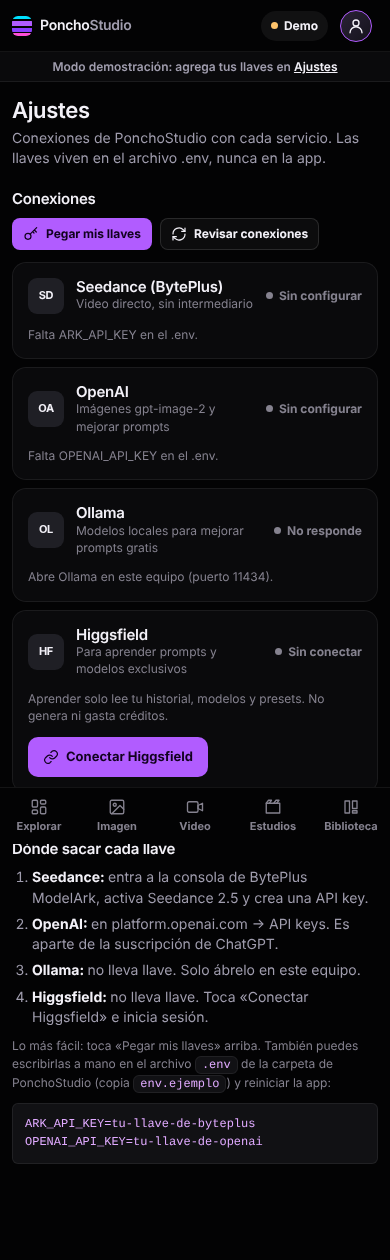 PonchoStudio
Demo
Modo demostración: agrega tus llaves en Ajustes
Ajustes
Conexiones de PonchoStudio con cada servicio. Las
llaves viven en el archivo .env, nunca en la app.
Conexiones
Pegar mis llaves
Revisar conexiones
SD
Seedance (BytePlus)
Video directo, sin intermediario
Sin configurar
Falta ARK_API_KEY en el .env.
OA
OpenAI
Imágenes gpt-image-2 y
mejorar prompts
Sin configurar
Falta OPENAI_API_KEY en el .env.
OL
Ollama
Modelos locales para mejorar
prompts gratis
No responde
Abre Ollama en este equipo (puerto 11434).
HF
Higgsfield
Para aprender prompts y
modelos exclusivos
Sin conectar
Aprender solo lee tu historial, modelos y presets. No
genera ni gasta créditos.
Conectar Higgsfield
Explorar
Imagen
Video
Estudios
Biblioteca
Dónde sacar cada llave
1. Seedance: entra a la consola de BytePlus
ModelArk, activa Seedance 2.5 y crea una API key.
2. OpenAI: en platform.openai.com → API keys. Es
aparte de la suscripción de ChatGPT.
3. Ollama: no lleva llave. Solo ábrelo en este equipo.
4. Higgsfield: no lleva llave. Toca «Conectar
Higgsfield» e inicia sesión.
Lo más fácil: toca «Pegar mis llaves» arriba. También puedes
escribirlas a mano en el archivo .env de la carpeta de
PonchoStudio (copia env.ejemplo) y reiniciar la app:
ARK_API_KEY=tu-llave-de-byteplus
OPENAI_API_KEY=tu-llave-de-openai